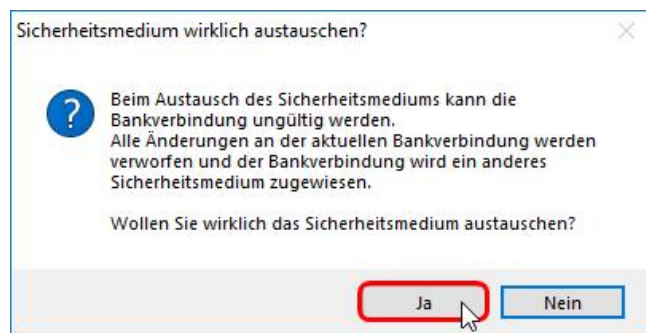 Sicherheitsmedium wirklich austauschen?
Beim Austausch des Sicherheitsmediums kann die
Bankverbindung ungültig werden.
Alle Änderungen an der aktuellen Bankverbindung werden
verworfen und der Bankverbindung wird ein anderes
Sicherheitsmedium zugewiesen.
Wollen Sie wirklich das Sicherheitsmedium austauschen?
Ja
Nein